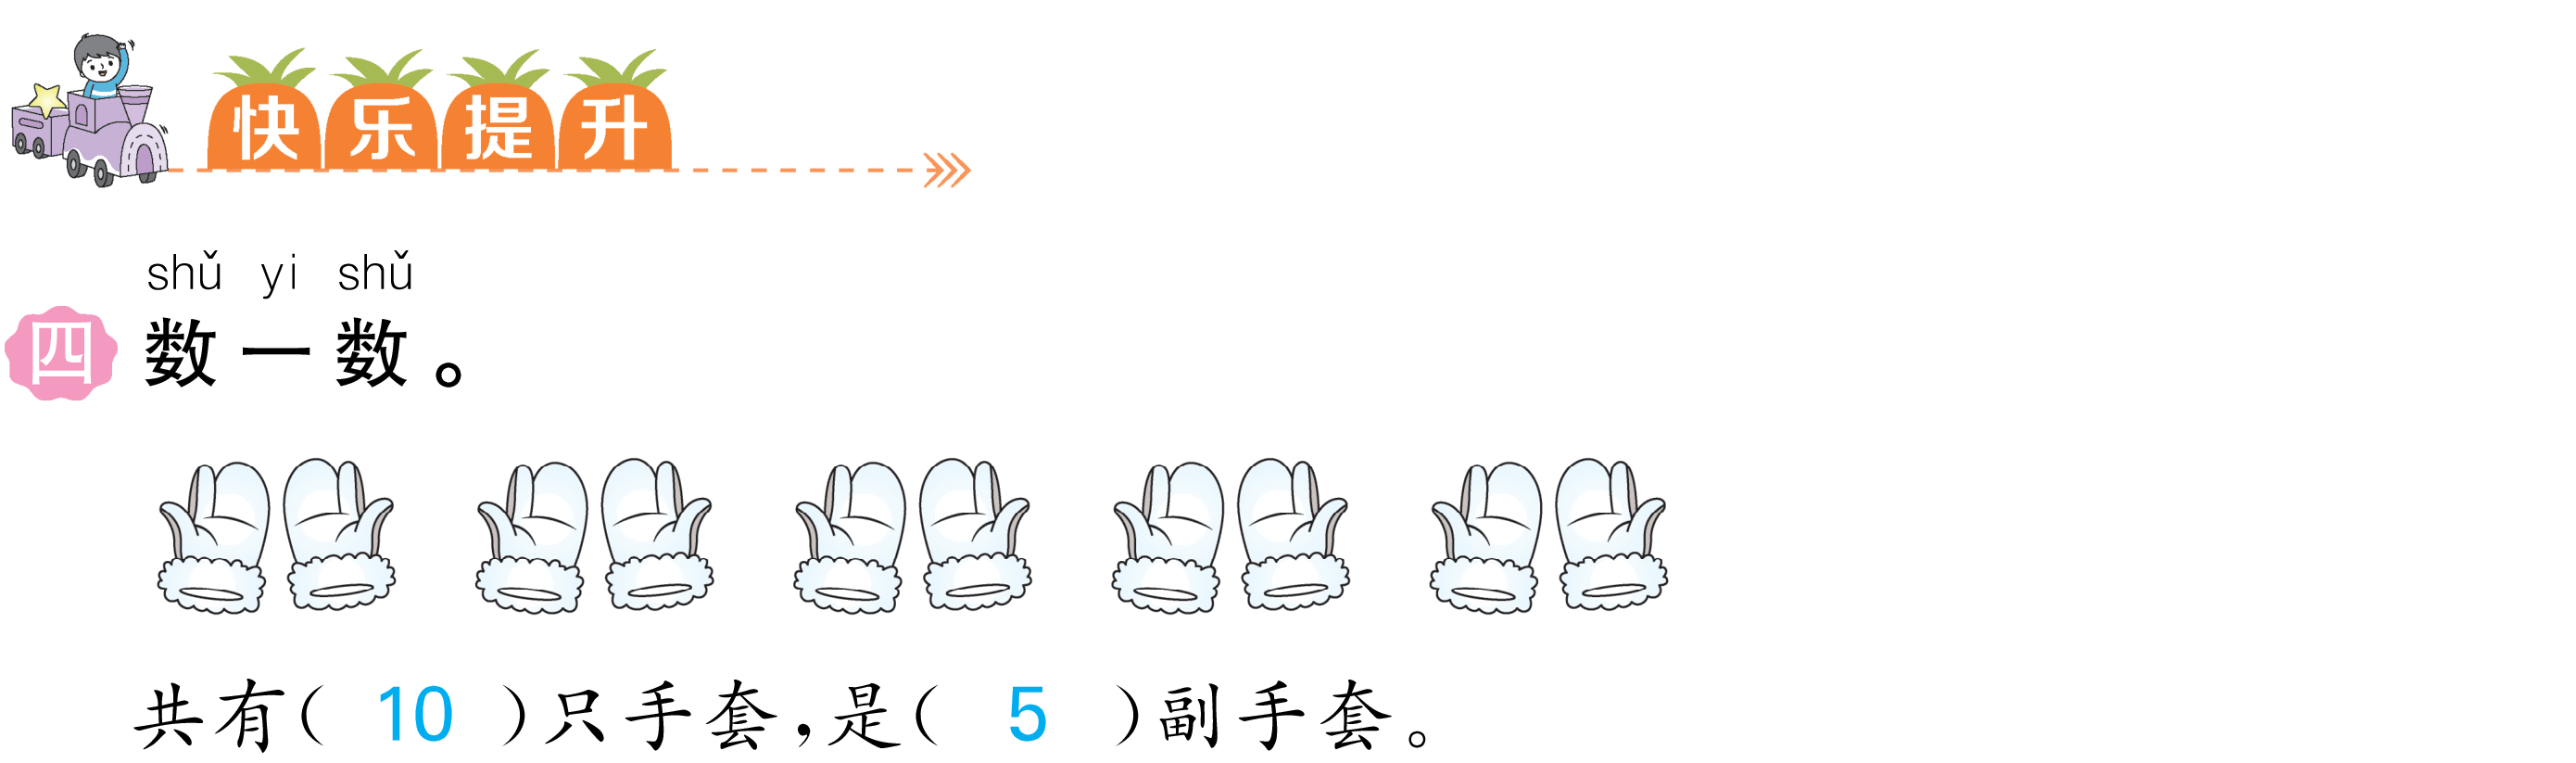 快乐提升
shǔ yi shǔ
四 数一数。
共有( 10 )只手套,是( 5 )副手套。